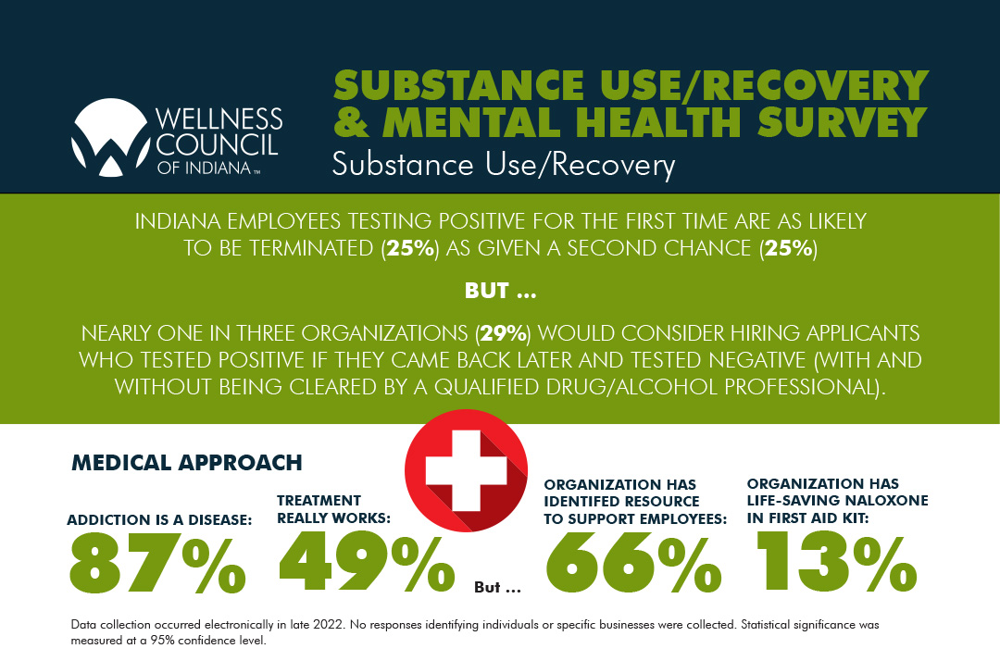 WELLNESS
COUNCIL
OF INDIANA™
SUBSTANCE USE/RECOVERY
& MENTAL HEALTH SURVEY
Substance Use/Recovery
INDIANA EMPLOYEES TESTING POSITIVE FOR THE FIRST TIME ARE AS LIKELY
TO BE TERMINATED (25%) AS GIVEN A SECOND CHANCE (25%)
BUT ...
NEARLY ONE IN THREE ORGANIZATIONS (29%) WOULD CONSIDER HIRING APPLICANTS
WHO TESTED POSITIVE IF THEY CAME BACK LATER AND TESTED NEGATIVE (WITH AND
WITHOUT BEING CLEARED BY A QUALIFIED DRUG/ALCOHOL PROFESSIONAL).
MEDICAL APPROACH
ADDICTION IS A DISEASE:
87%
TREATMENT
REALLY WORKS:
49%
But ...
ORGANIZATION HAS
IDENTIFED RESOURCE
TO SUPPORT EMPLOYEES:
66%
ORGANIZATION HAS
LIFE-SAVING NALOXONE
IN FIRST AID KIT:
13%
Data collection occurred electronically in late 2022. No responses identifying individuals or specific businesses were collected. Statistical significance was
measured at a 95% confidence level.